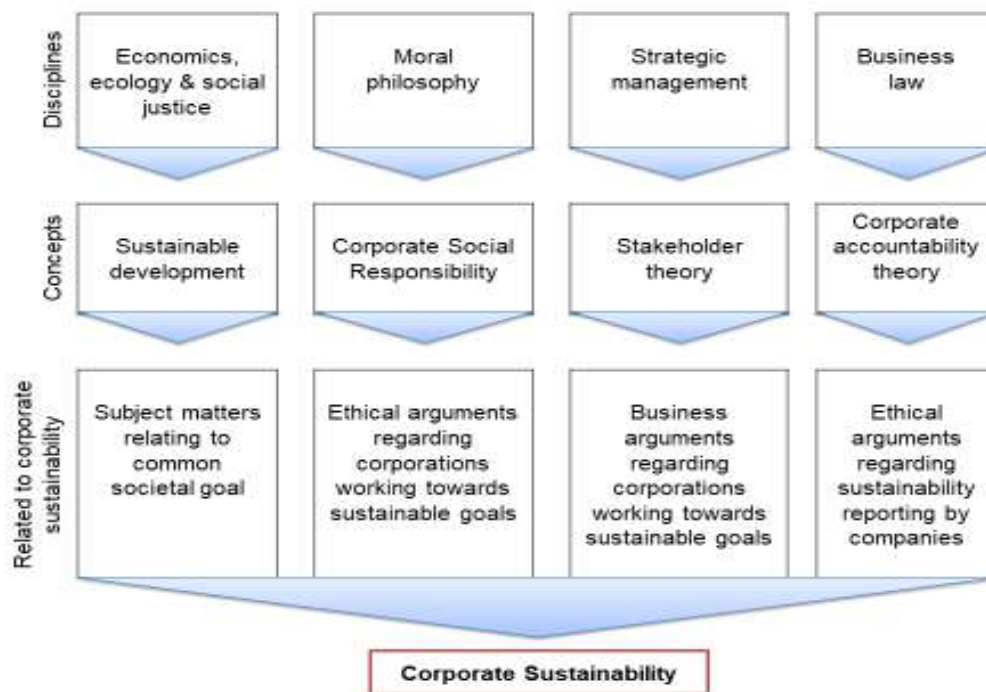 Disciplines
Economics,
ecology & social
justice
Moral
philosophy
Strategic
management
Business
law
Concepts
Sustainable
development
Corporate Social
Responsibility
Stakeholder
theory
Corporate
accountability
theory
Related to corporate
sustainability
Subject matters
relating to
common
societal goal
Ethical arguments
regarding
corporations
working towards
sustainable goals
Business
arguments
regarding
corporations
working towards
sustainable goals
Ethical
arguments
regarding
sustainability
reporting by
companies
Corporate Sustainability